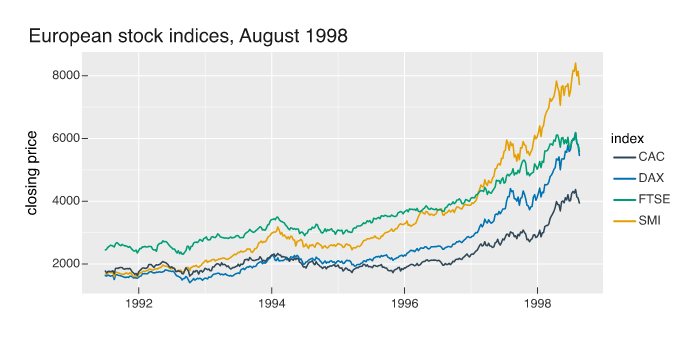 European stock indices, August 1998
closing price
8000
6000
4000
2000
1992
1994
1996
1998
index
CAC
DAX
FTSE
SMI